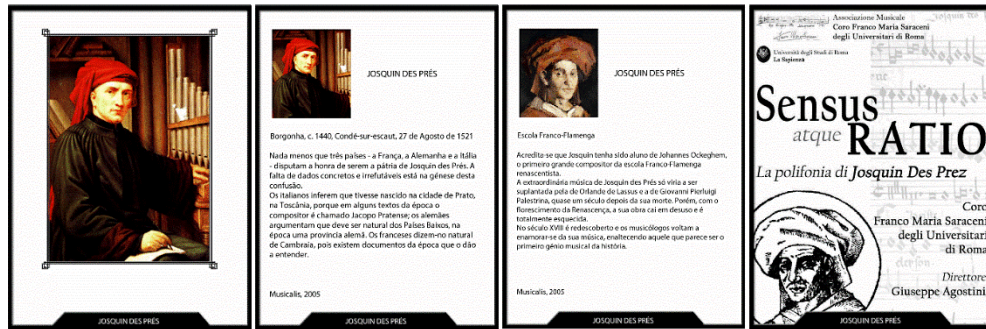 JOSQUIN DES PRÉS
JOSQUIN DES PRÉS
Borgonha, c. 1440, Condé-sur-escaut, 27 de Agosto de 1521
Nada menos que três países - a França, a Alemanha e a Itália
- disputam a honra de serem a pátria de Josquin des Prés. A
falta de dados concretos e irrefutáveis está na génese desta
confusão.
Os italianos inferem que tivesse nascido na cidade de Prato,
na Toscânia, porque em alguns textos da época o
compositor é chamado Jacopo Pratense; os alemães
argumentam que deve ser natural dos Países Baixos, na
época uma provincia alemã. Os franceses dizem-no natural
de Cambraia, pois existem documentos da época que o dão
a entender.
Musicalis, 2005
JOSQUIN DES PRÉS
JOSQUIN DES PRÉS
Escola Franco-Flamenga
Acredita-se que Josquin tenha sido aluno de Johannes Ockeghem,
o primeiro grande compositor da escola Franco-Flamenga
renascentista.
A extraordinária música de Josquin des Prés só viria a ser
suplantada pela de Orlande de Lassus e a de Giovanni Pierluigi
Palestrina, quase um século depois da sua morte. Porém, com o
florescimento da Renascença, a sua obra cai em desuso e é
totalmente esquecida.
No século XVIII é redescoberto e os musicólogos voltam a
enamorar-se da sua música, enaltecendo aquele que parece ser o
primeiro génio musical da história.
Musicalis, 2005
JOSQUIN DES PRÉS
Associazione Musicale
Coro Franco Maria Saraceni
degli Universitari di Roma
Università degli Studi di Roma
La Sapienza
Sensus
atque RATIO
La polifonia di Josquin Des Prez
Coro
Franco Maria Saraceni
degli Universitari
di Roma
Direttore
Giuseppe Agostini
JOSQUIN DES PRÉS